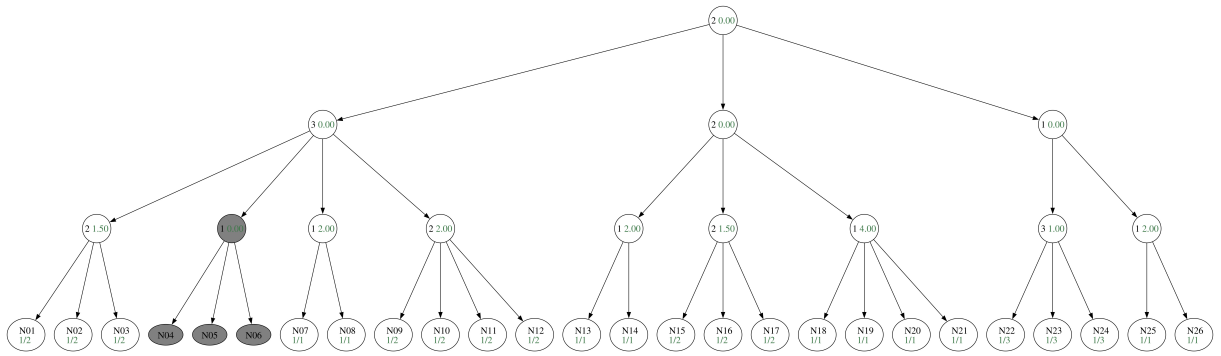 2 0.00
3 0.00
2 0.00
1 0.00
2 1.50
1 0.00
1 2.00
2 2.00
1 2.00
2 1.50
1 4.00
3 1.00
1 2.00
N01
1/2
N02
1/2
N03
1/2
N04
N05
N06
N07
1/1
N08
1/1
N09
1/2
N10
1/2
N11
1/2
N12
1/2
N13
1/1
N14
1/1
N15
1/2
N16
1/2
N17
1/2
N18
1/1
N19
1/1
N20
1/1
N21
1/1
N22
1/3
N23
1/1
N24
1/3
N25
1/1
N26
1/1